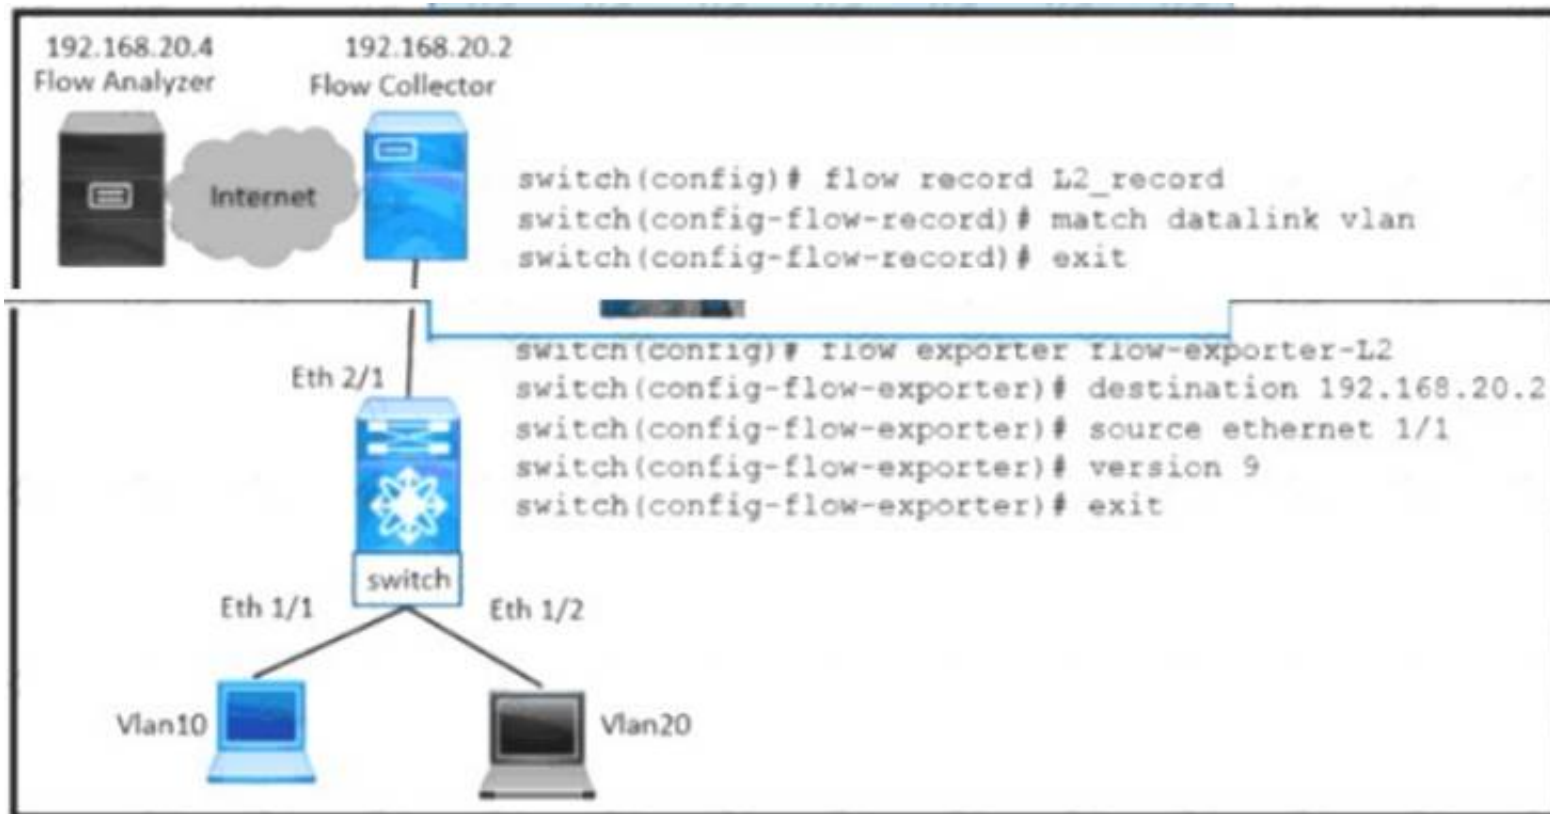 192.168.20.4
Flow Analyzer
192.168.20.2
Flow Collector
Internet
switch(config)# flow record L2_record
switch(config-flow-record)# match datalink vlan
switch(config-flow-record)# exit
switch(config)# flow exporter flow-exporter-L2
switch(config-flow-exporter)# destination 192.168.20.2
switch(config-flow-exporter)# source ethernet 1/1
switch(config-flow-exporter)# version 9
switch(config-flow-exporter)# exit
Eth 2/1
switch
Eth 1/1
Eth 1/2
Vlan10
Vlan20